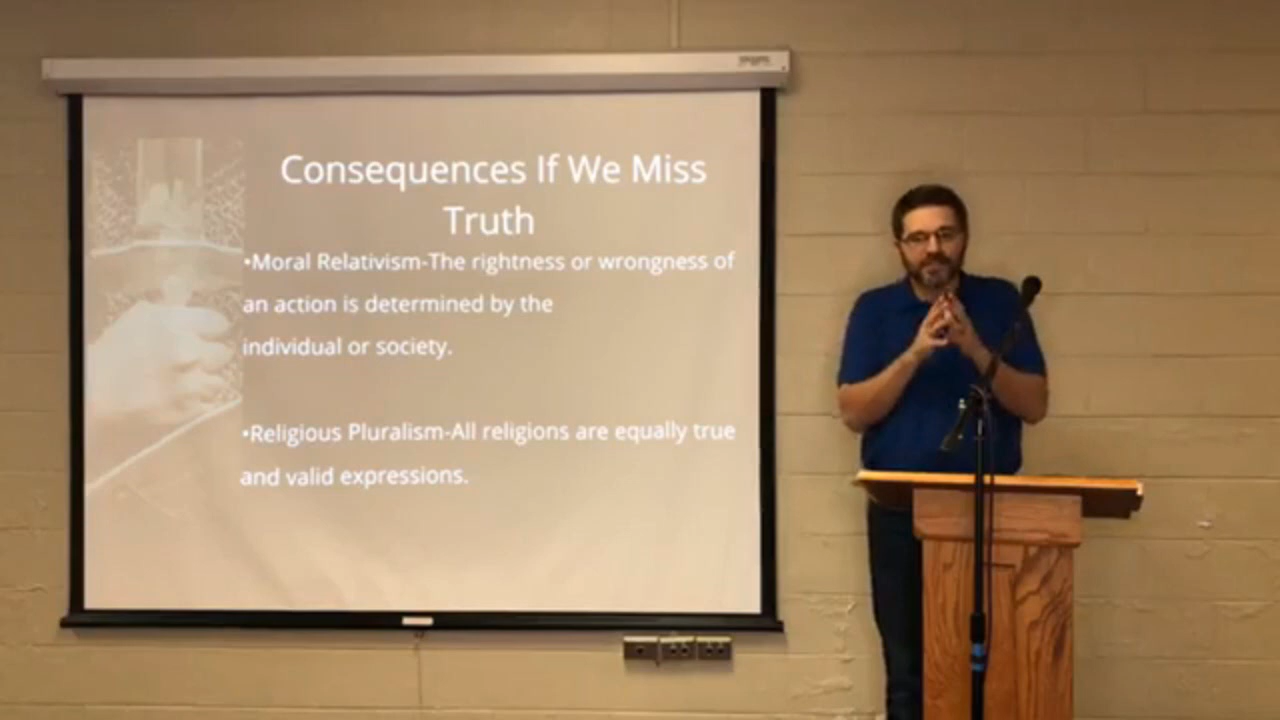 Consequences If We Miss
Truth
•Moral Relativism-The rightness or wrongness of
an action is determined by the
individual or society.
•Religious Pluralism-All religions are equally true
and valid expressions.